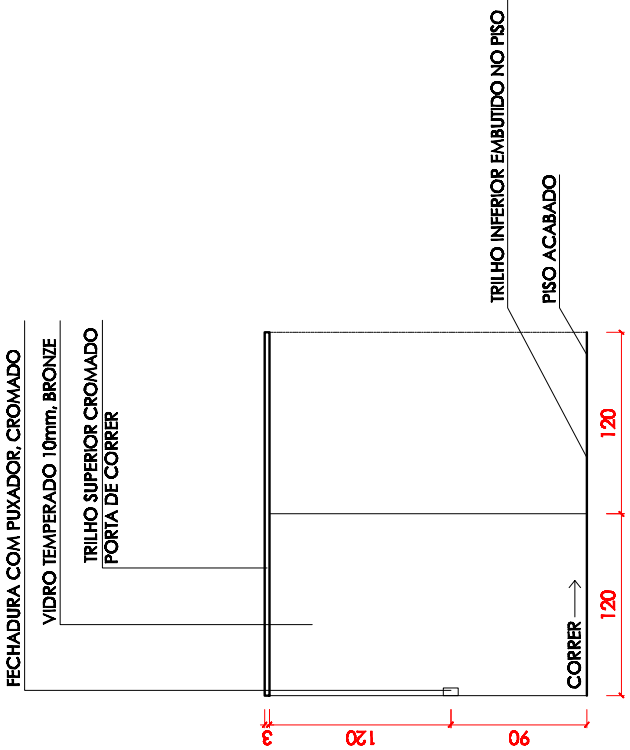 FECHADURA COM PUXADOR, CROMADO
VIDRO TEMPERADO 10mm, BRONZE
TRILHO SUPERIOR CROMADO
PORTA DE CORRER
TRILHO INFERIOR EMBUTIDO NO PISO
PISO ACABADO
CORRER
3
120
90
120
120